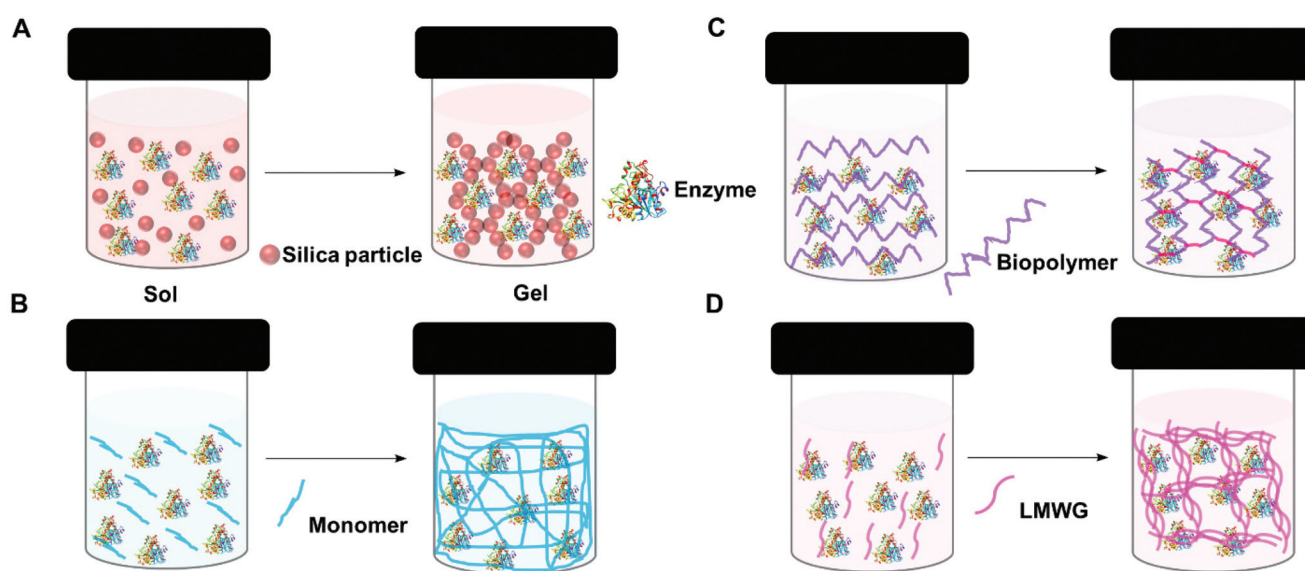 A
Silica particle
Enzyme
Sol
Gel
B
Monomer
C
Biopolymer
D
LMWG